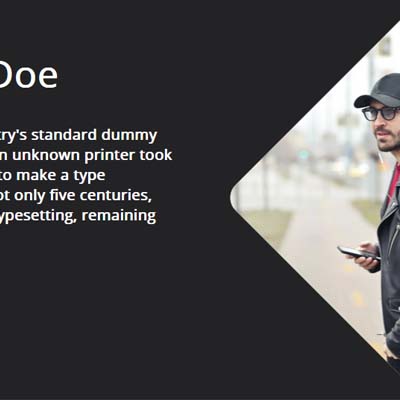 Doe
try's standard dummy
n unknown printer took
to make a type
ot only five centuries,
ypesetting, remaining